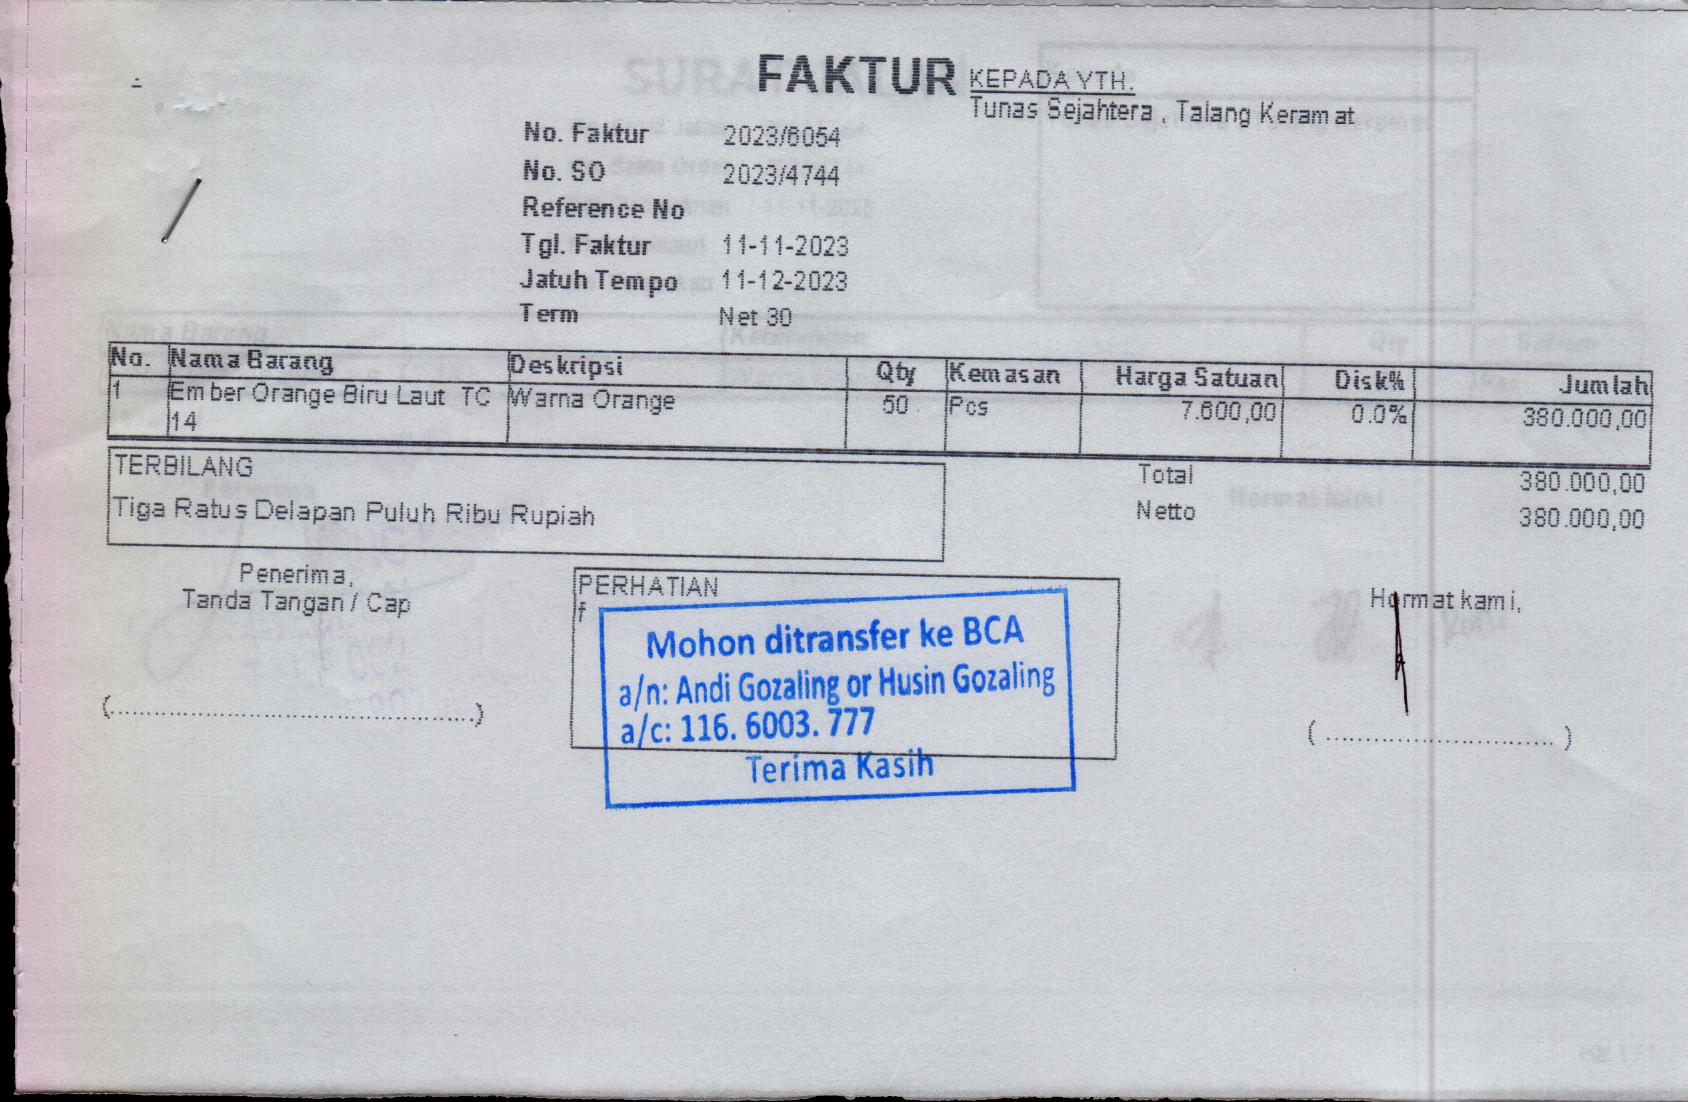 FAKTUR
KEPADA YTH.
Tunas Sejahtera , Talang Keramat
No. Faktur 2023/6054
No. SO 2023/4744
Reference No
Tgl. Faktur 11-11-2023
Jatuh Tempo 11-12-2023
Term Net 30
No. Nama Barang Deskripsi Qty Kemasan Harga Satuan Disk% Jumlah
1 Ember Orange Biru Laut TC Warna Orange 50 Pcs 7.600,00 0.0% 380.000,00
14
TERBILANG
Tiga Ratus Delapan Puluh Ribu Rupiah
Total 380.000,00
Netto 380.000,00
Penerima,
Tanda Tangan / Cap
(................................................)
PERHATIAN
f
Mohon ditransfer ke BCA
a/n: Andi Gozaling or Husin Gozaling
a/c: 116. 6003. 777
Terima Kasih
Hormat kami,
( .............................. )